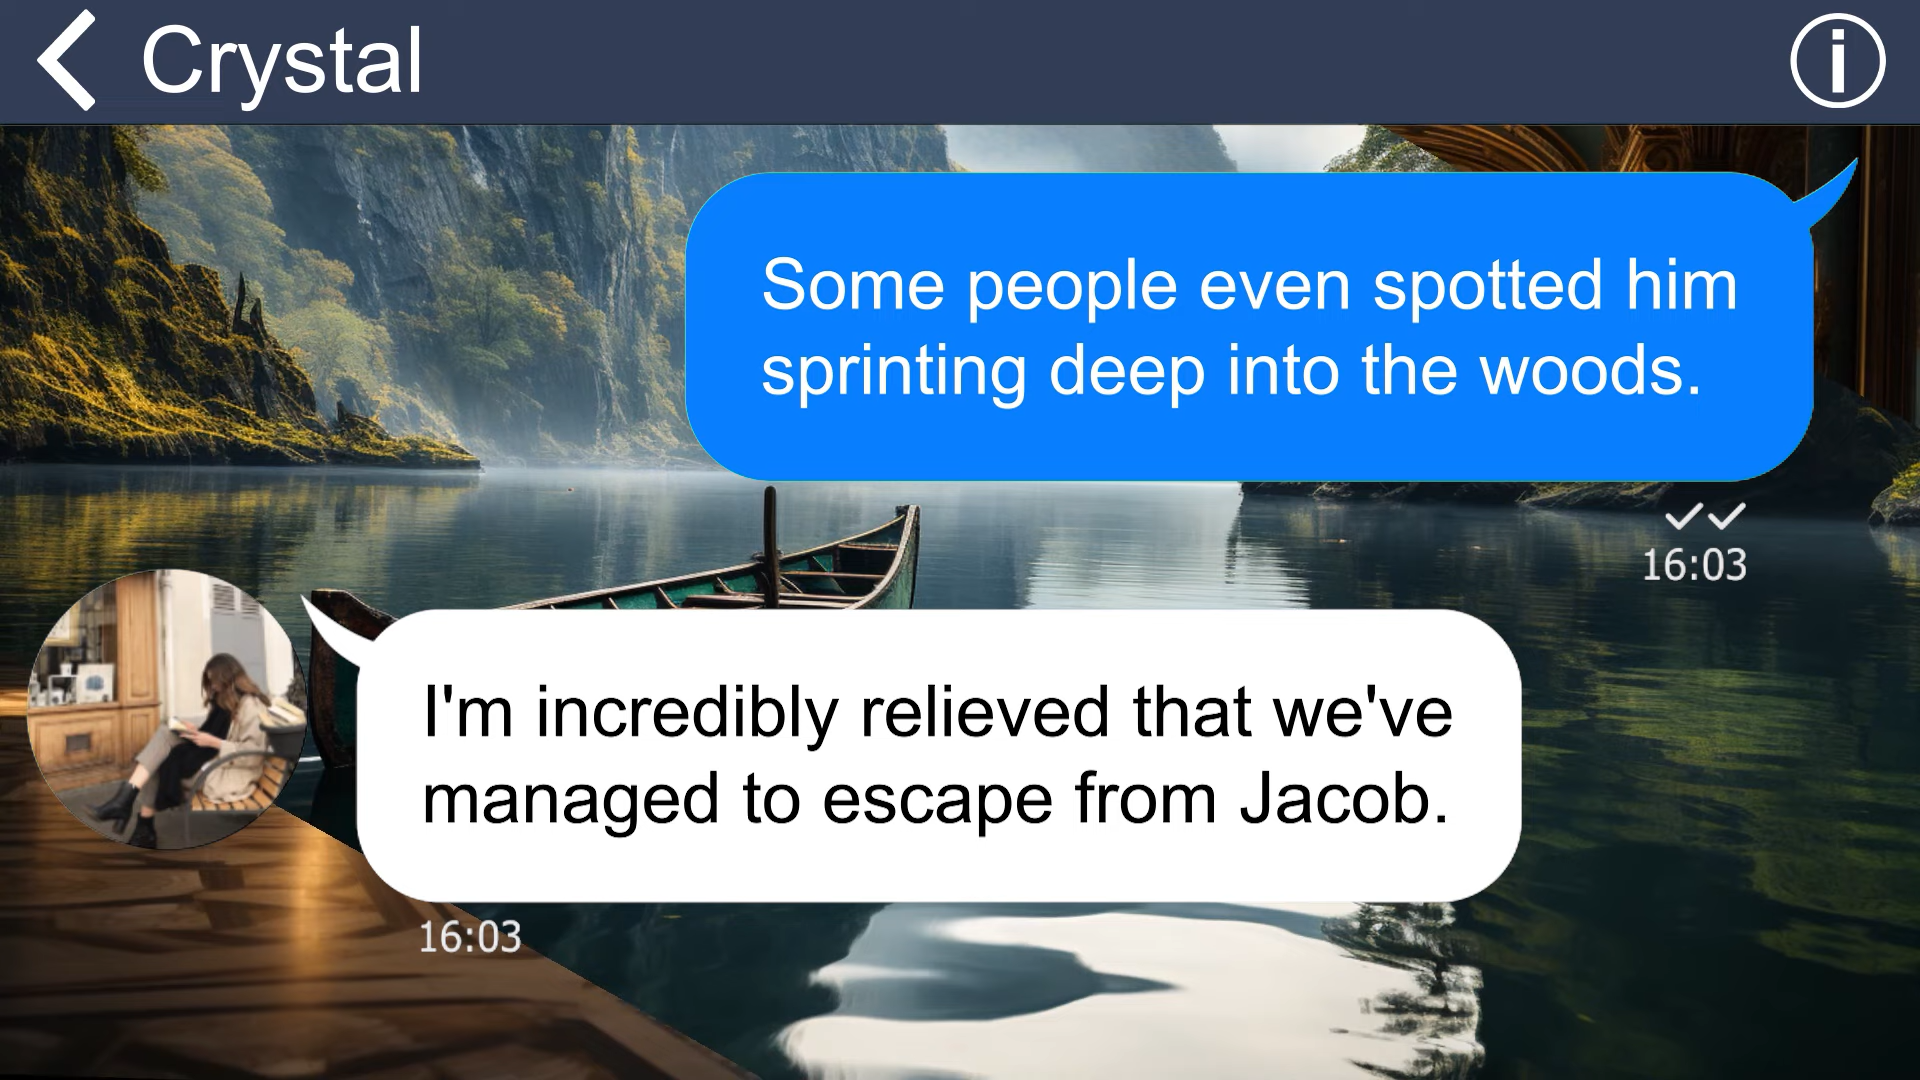 Crystal
Some people even spotted him
sprinting deep into the woods.
16:03
I'm incredibly relieved that we've
managed to escape from Jacob.
16:03